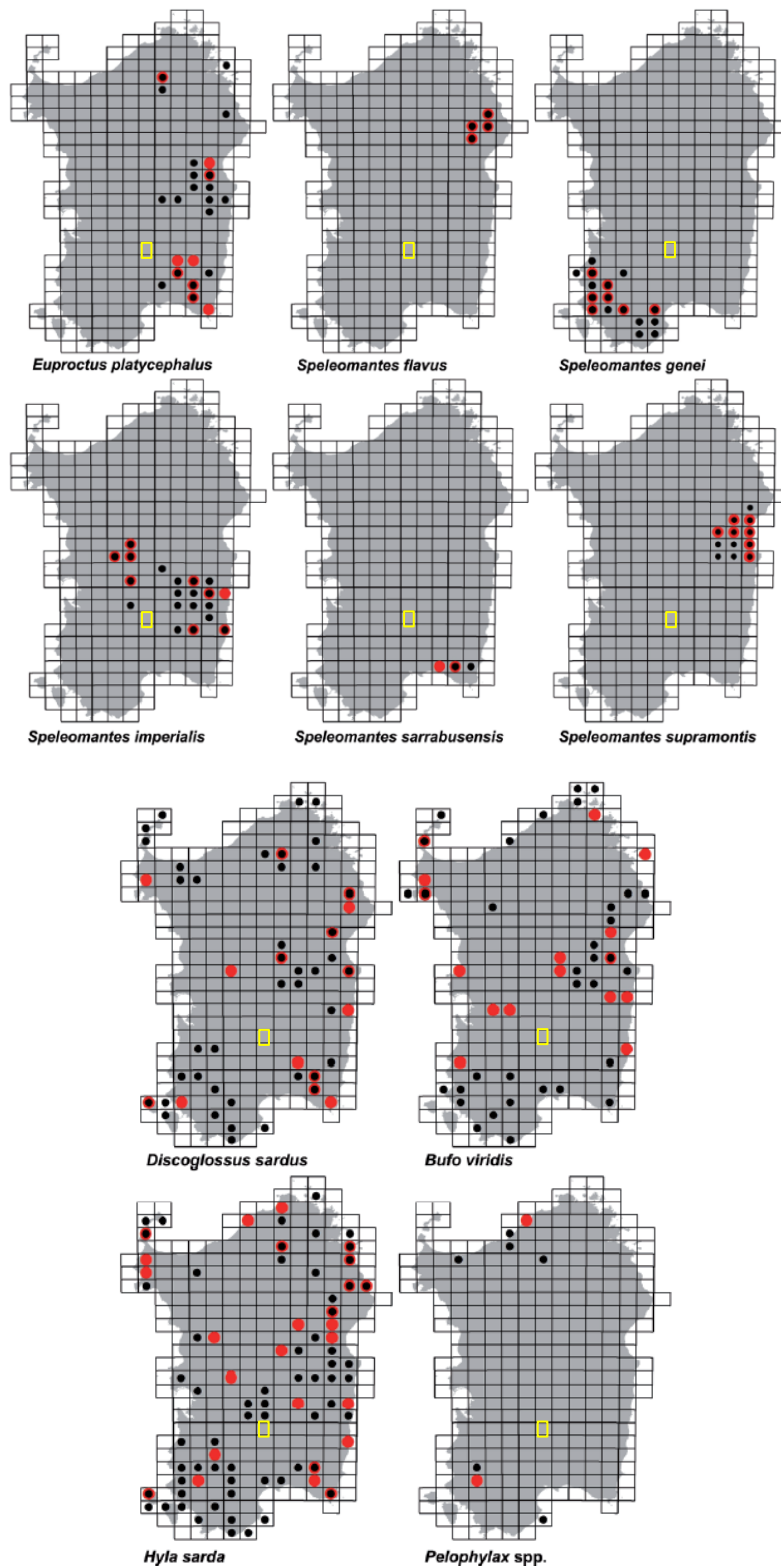 Euproctus platycephalus
Speleomantes flavus
Speleomantes genei
Speleomantes imperialis
Speleomantes sarrabusensis
Speleomantes supramontis
Discoglossus sardus
Bufo viridis
Hyla sarda
Pelophylax spp.